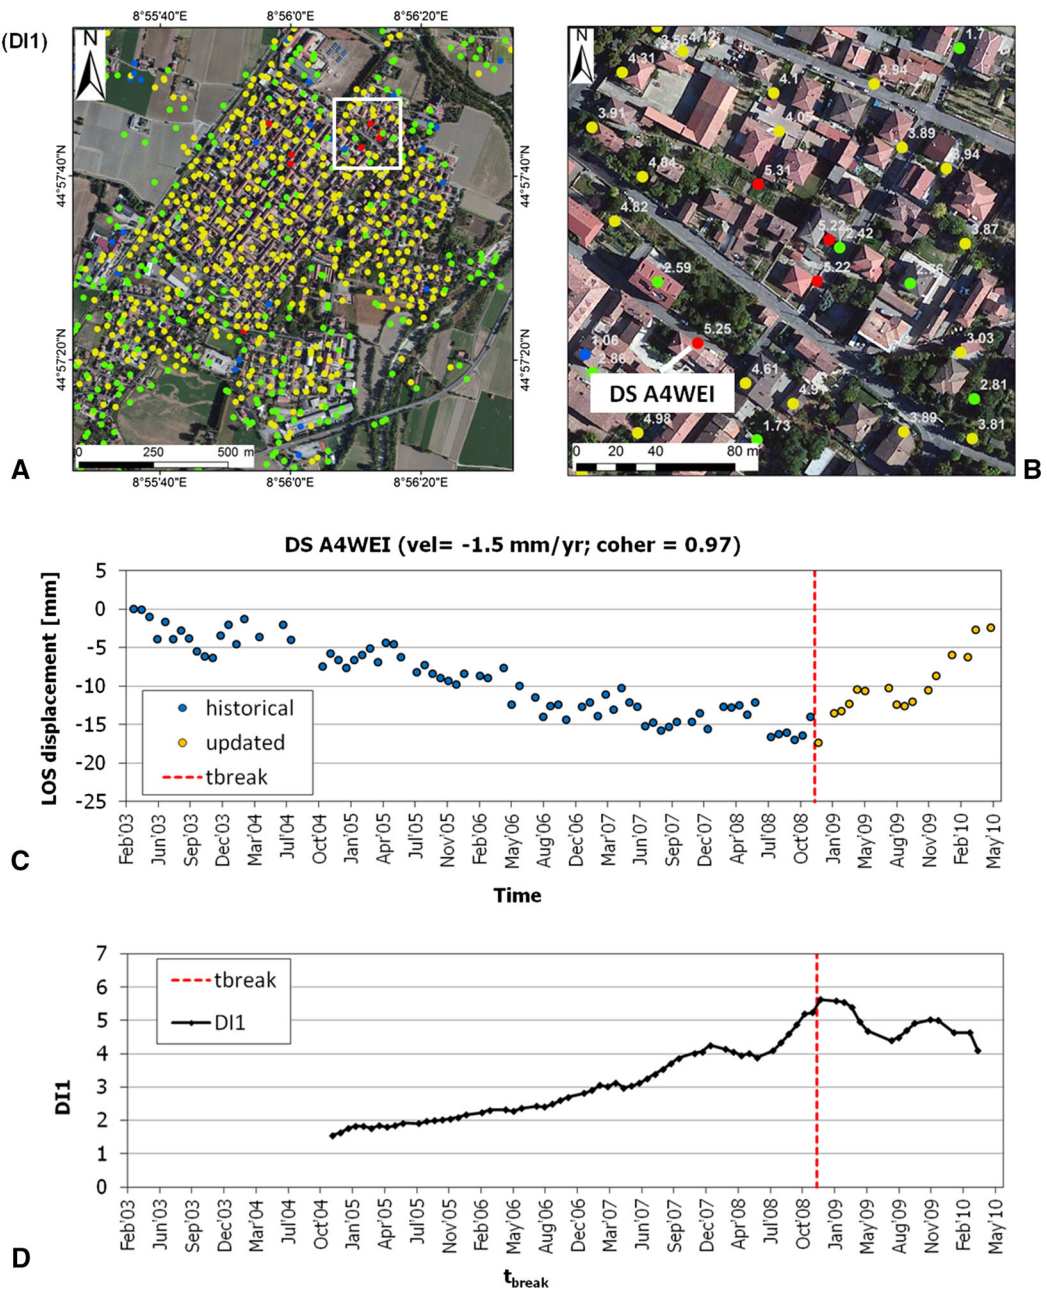 (DI1)
8°55'40"E 8°56'0"E 8°56'20"E
N
44°57'40"N 44°57'40"N
44°57'20"N 44°57'20"N
0 250 500 m
8°55'40"E 8°56'0"E 8°56'20"E
A
N
1.7
3.56 4.12
4.31
3.94
4.1
3.91
4.05
3.89
3.94
4.84
5.31
4.82
5.22
2.42
3.87
2.59
5.22
5.25
1.06
2.86
3.03
4.61
2.81
DS A4WEI
4.98
1.73
3.89
3.81
0 20 40 80 m
B
DS A4WEI (vel= -1.5 mm/yr; coher = 0.97)
LOS displacement [mm]
5
0
-5
-10
-15
-20
-25
historical
updated
tbreak
Feb'03 Jun'03 Sep'03 Dec'03 Mar'04 Jul'04 Oct'04 Jan'05 Apr'05 Jul'05 Nov'05 Feb'06 May'06 Aug'06 Dec'06 Mar'07 Jun'07 Sep'07 Dec'07 Apr'08 Jul'08 Oct'08 Jan'09 May'09 Aug'09 Nov'09 Feb'10 May'10
C
Time
DI1
7
6
5
4
3
2
1
0
tbreak
DI1
Feb'03 Jun'03 Sep'03 Dec'03 Mar'04 Jul'04 Oct'04 Jan'05 Apr'05 Jul'05 Nov'05 Feb'06 May'06 Aug'06 Dec'06 Mar'07 Jun'07 Sep'07 Dec'07 Apr'08 Jul'08 Oct'08 Jan'09 May'09 Aug'09 Nov'09 Feb'10 May'10
D
tbreak